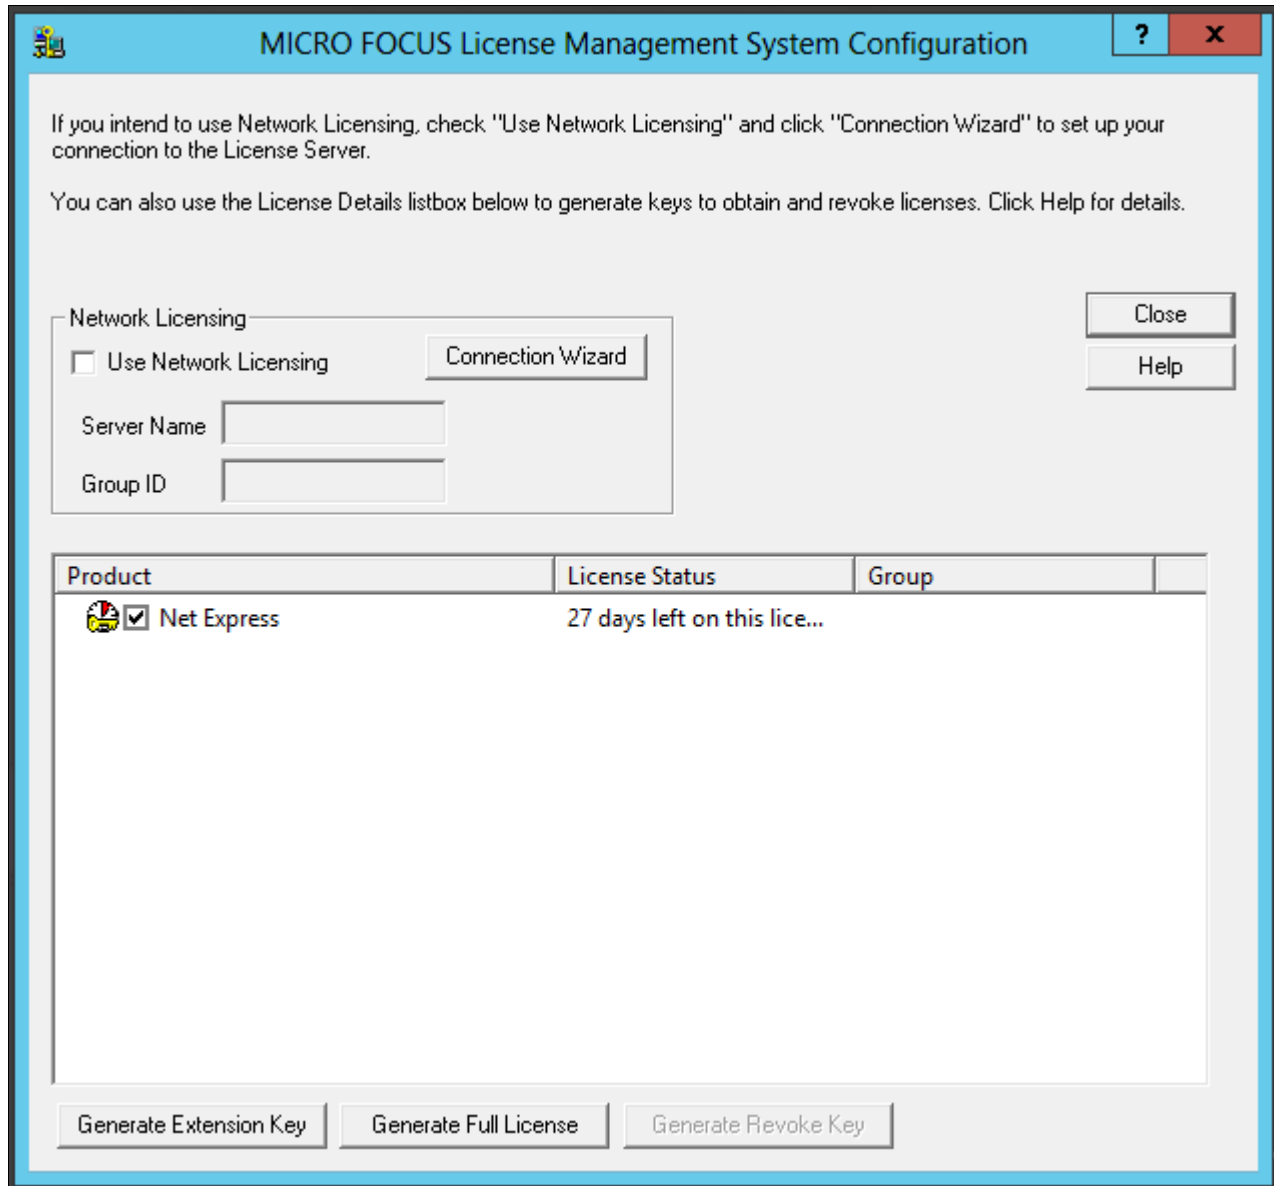 MICRO FOCUS License Management System Configuration
? x
If you intend to use Network Licensing, check "Use Network Licensing" and click "Connection Wizard" to set up your
connection to the License Server.
You can also use the License Details listbox below to generate keys to obtain and revoke licenses. Click Help for details.
Close
Help
Network Licensing
Use Network Licensing
Connection Wizard
Server Name
Group ID
Product License Status Group
Net Express 27 days left on this lice...
Generate Extension Key Generate Full License Generate Revoke Key